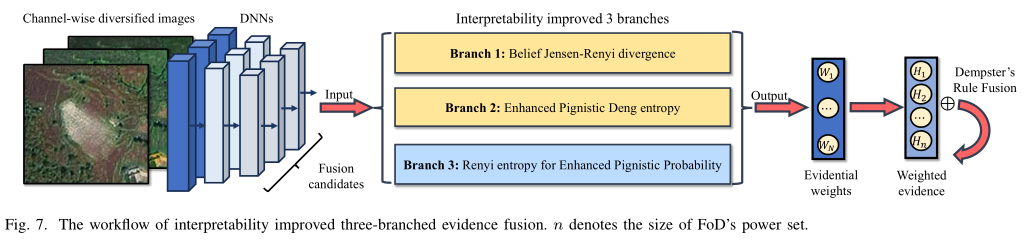 Channel-wise diversified images
DNNs
Interpretability improved 3 branches
Branch 1: Belief Jensen-Renyi divergence
Branch 2: Enhanced Pignistic Deng entropy
Branch 3: Renyi entropy for Enhanced Pignistic Probability
Input
Fusion
candidates
Output
W1
...
WN
Evidential
weights
H1
H2
...
Hn
Weighted
evidence
⊕
Dempster's
Rule Fusion
Fig. 7. The workflow of interpretability improved three-branched evidence fusion. n denotes the size of FoD's power set.